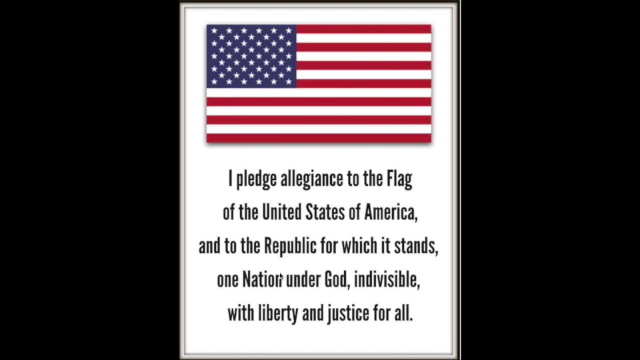 I pledge allegiance to the Flag
of the United States of America,
and to the Republic for which it stands,
one Nation under God, indivisible,
with liberty and justice for all.